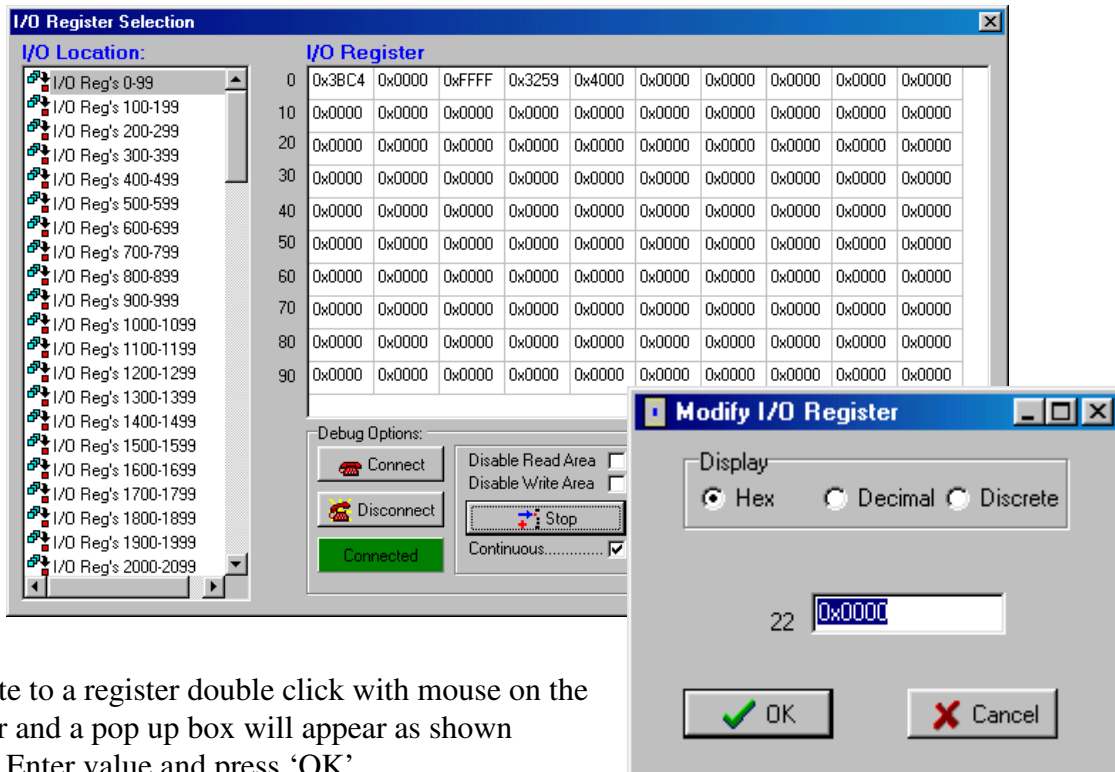 I/O Register Selection
I/O Location:
I/O Reg's 0-99
I/O Reg's 100-199
I/O Reg's 200-299
I/O Reg's 300-399
I/O Reg's 400-499
I/O Reg's 500-599
I/O Reg's 600-699
I/O Reg's 700-799
I/O Reg's 800-899
I/O Reg's 900-999
I/O Reg's 1000-1099
I/O Reg's 1100-1199
I/O Reg's 1200-1299
I/O Reg's 1300-1399
I/O Reg's 1400-1499
I/O Reg's 1500-1599
I/O Reg's 1600-1699
I/O Reg's 1700-1799
I/O Reg's 1800-1899
I/O Reg's 1900-1999
I/O Reg's 2000-2099
I/O Register
0 0x3BC4 0x0000 0xFFFF 0x3259 0x4000 0x0000 0x0000 0x0000 0x0000 0x0000
10 0x0000 0x0000 0x0000 0x0000 0x0000 0x0000 0x0000 0x0000 0x0000 0x0000
20 0x0000 0x0000 0x0000 0x0000 0x0000 0x0000 0x0000 0x0000 0x0000 0x0000
30 0x0000 0x0000 0x0000 0x0000 0x0000 0x0000 0x0000 0x0000 0x0000 0x0000
40 0x0000 0x0000 0x0000 0x0000 0x0000 0x0000 0x0000 0x0000 0x0000 0x0000
50 0x0000 0x0000 0x0000 0x0000 0x0000 0x0000 0x0000 0x0000 0x0000 0x0000
60 0x0000 0x0000 0x0000 0x0000 0x0000 0x0000 0x0000 0x0000 0x0000 0x0000
70 0x0000 0x0000 0x0000 0x0000 0x0000 0x0000 0x0000 0x0000 0x0000 0x0000
80 0x0000 0x0000 0x0000 0x0000 0x0000 0x0000 0x0000 0x0000 0x0000 0x0000
90 0x0000 0x0000 0x0000 0x0000 0x0000 0x0000 0x0000 0x0000 0x0000 0x0000
Debug Options:
Connect
Disconnect
Connected
Disable Read Area
Disable Write Area
Stop
Continuous..............
Modify I/O Register
Display
Hex Decimal Discrete
22 0x0000
OK Cancel
te to a register double click with mouse on the
r and a pop up box will appear as shown
Enter value and press ‘OK’